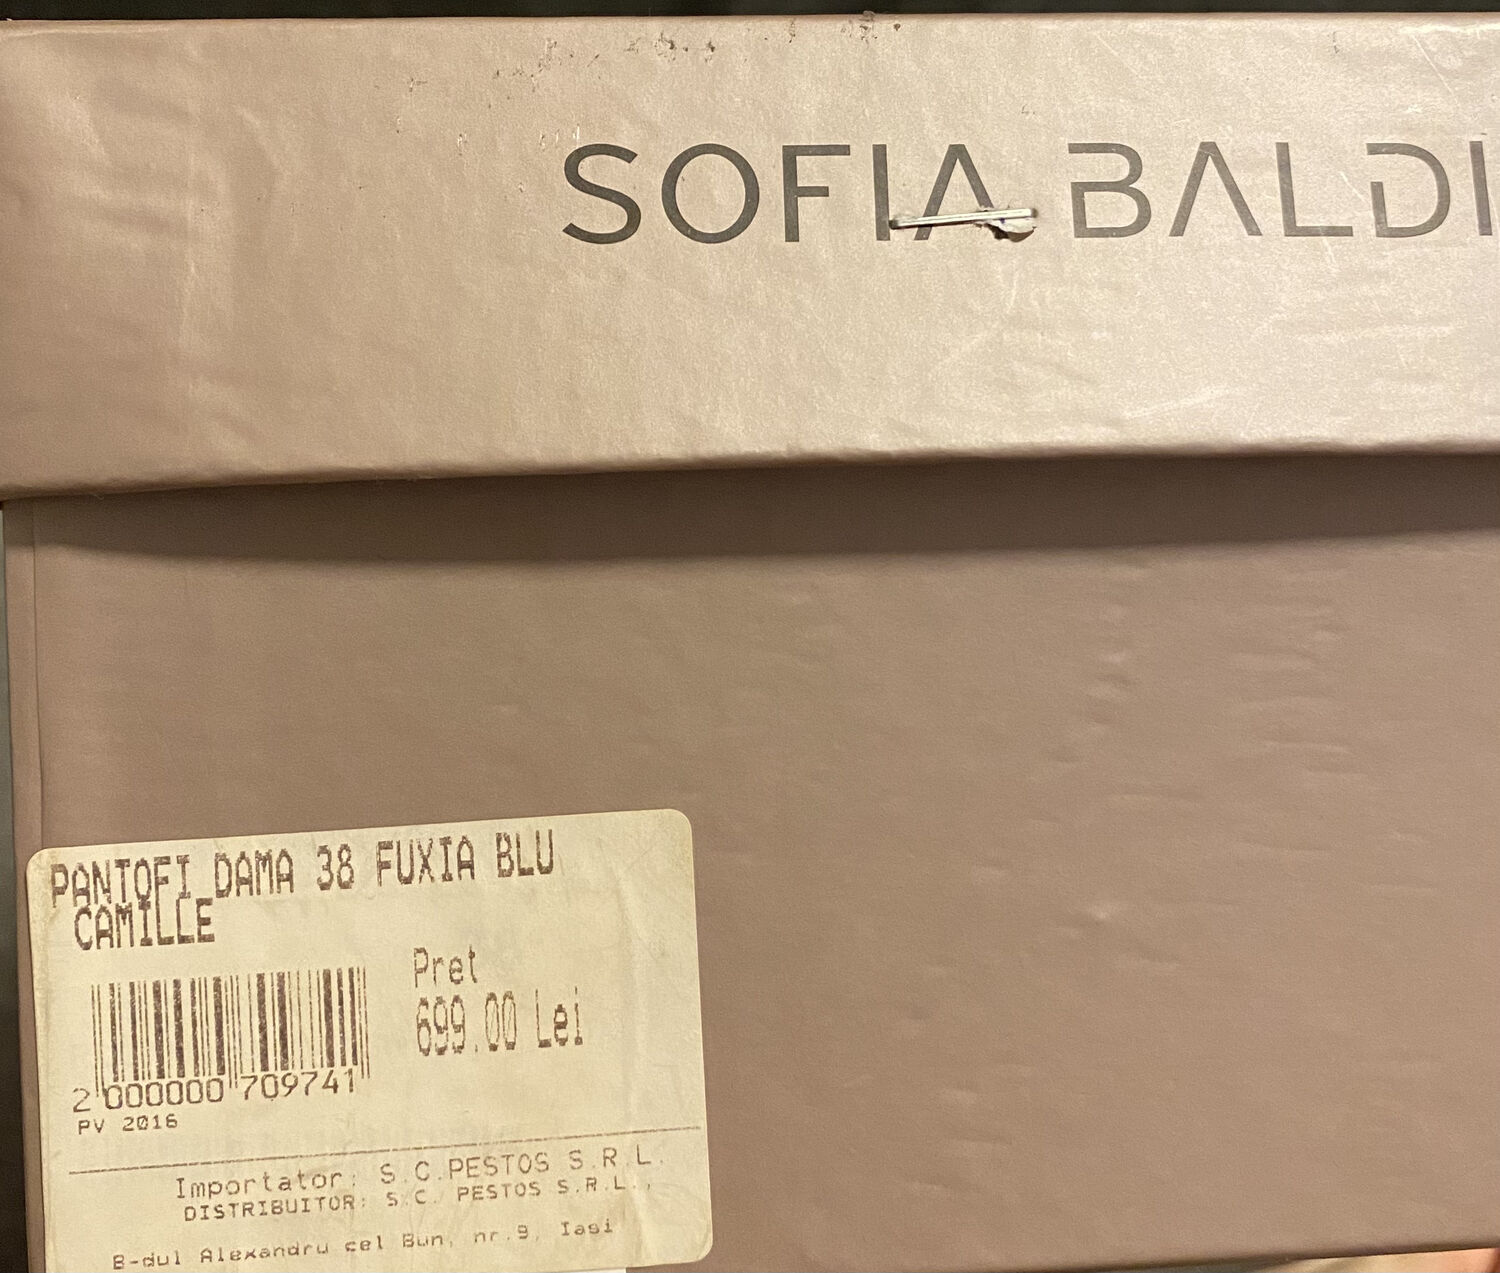 SOFIA BALDI
PANTOFI DAMA 38 FUXIA BLU
CAMILLE
Pret
699.00 Lei
2 000000 709741
PV 2016
Importator: S.C.PESTOS S.R.L.
DISTRIBUITOR: S.C. PESTOS S.R.L.,
B-dul Alexandru cel Bun, nr.9, Iasi